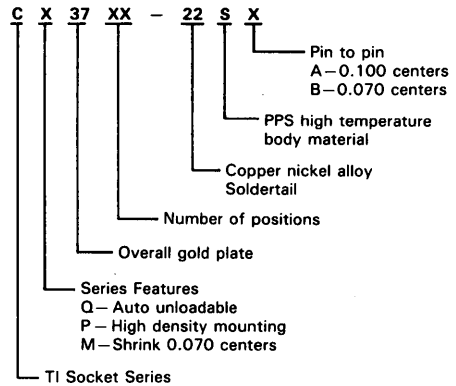 C X 37 XX – 22 S X
Pin to pin
A—0.100 centers
B—0.070 centers
PPS high temperature
body material
Copper nickel alloy
Soldertail
Number of positions
Overall gold plate
Series Features
Q— Auto unloadable
P— High density mounting
M—Shrink 0.070 centers
TI Socket Series